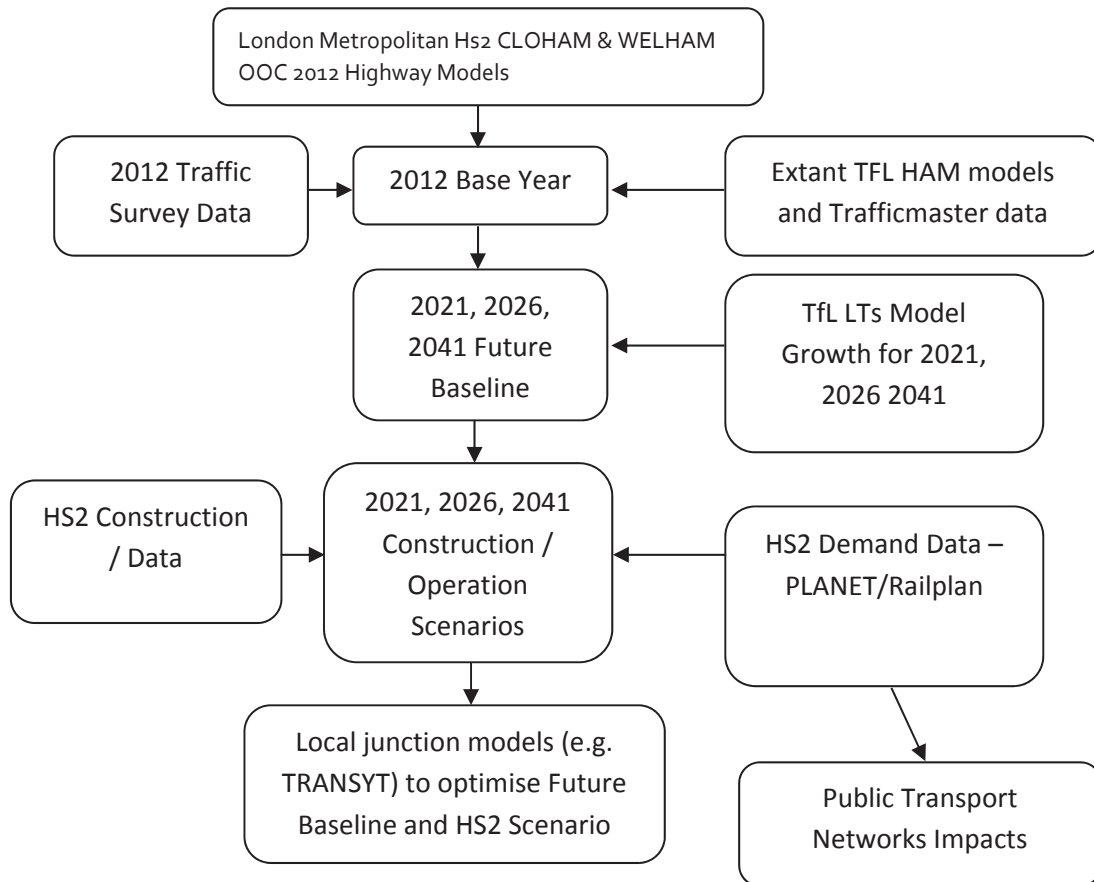 London Metropolitan Hs2 CLOHAM & WELHAM
OOC 2012 Highway Models
2012 Traffic
Survey Data
2012 Base Year
Extant TFL HAM models
and Trafficmaster data
2021, 2026,
2041 Future
Baseline
TfL LTs Model
Growth for 2021,
2026 2041
HS2 Construction
/ Data
2021, 2026, 2041
Construction /
Operation
Scenarios
HS2 Demand Data –
PLANET/Railplan
Local junction models (e.g.
TRANSYT) to optimise Future
Baseline and HS2 Scenario
Public Transport
Networks Impacts